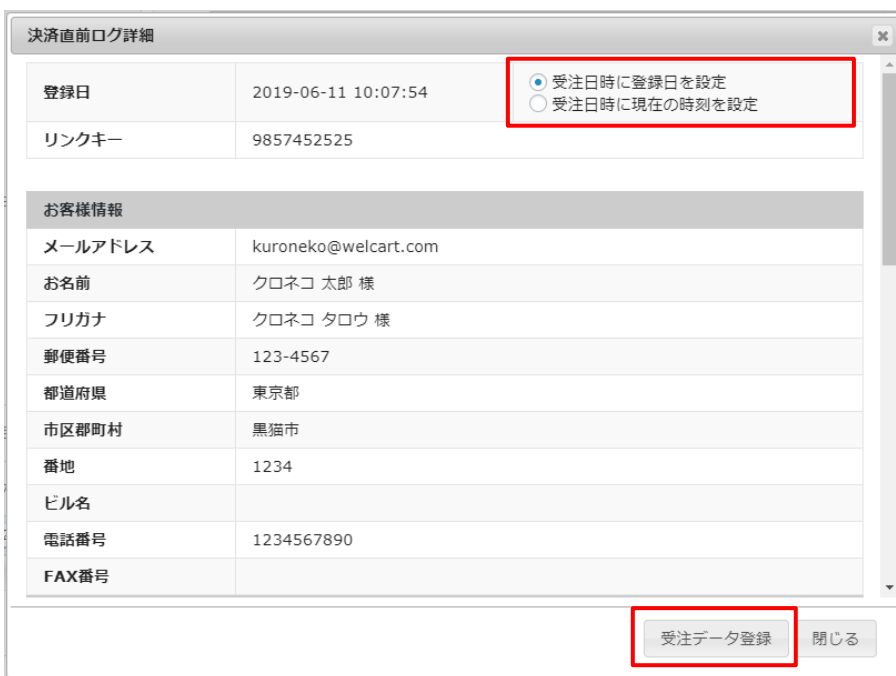 決済直前ログ詳細
登録日 2019-06-11 10:07:54 受注日時に登録日を設定
受注日時に現在の時刻を設定
リンクキー 9857452525
お客様情報
メールアドレス kuroneko@welcart.com
お名前 クロネコ 太郎 様
フリガナ クロネコ タロウ 様
郵便番号 123-4567
都道府県 東京都
市区郡町村 黒猫市
番地 1234
ビル名
電話番号 1234567890
FAX番号
受注データ登録 閉じる